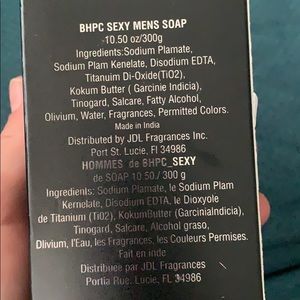 BHPC SEXY MENS SOAP
-10.50 oz/300g
Ingredients:Sodium Plamate,
Sodium Plam Kenelate, Disodium EDTA,
Titanuim Di-Oxide(TiO2),
Kokum Butter ( Garcinie Indicia),
Tinogard, Salcare, Fatty Alcohol,
Olivium, Water, Fragrances, Permitted Colors.
Made in India
Distributed by JDL Fragrances Inc.
Port St. Lucie, Fl 34986
HOMMES de BHPC_SEXY
de SOAP 10 50./ 300 g
Ingredients: Sodium Plamate, le Sodium Plam
Kernolate, Disodium EDTA, le Dioxyole
de Titanium (TiO2), KokumButter (GarciniaIndicia),
Tinogard, Salcare, Alcohol graso,
Olivium, l'Eau, les Fragrances, les Couleurs Permises.
Fait en inde
Distribuee par JDL Fragrances
Portia Rue. Lucie, Fl, 34986